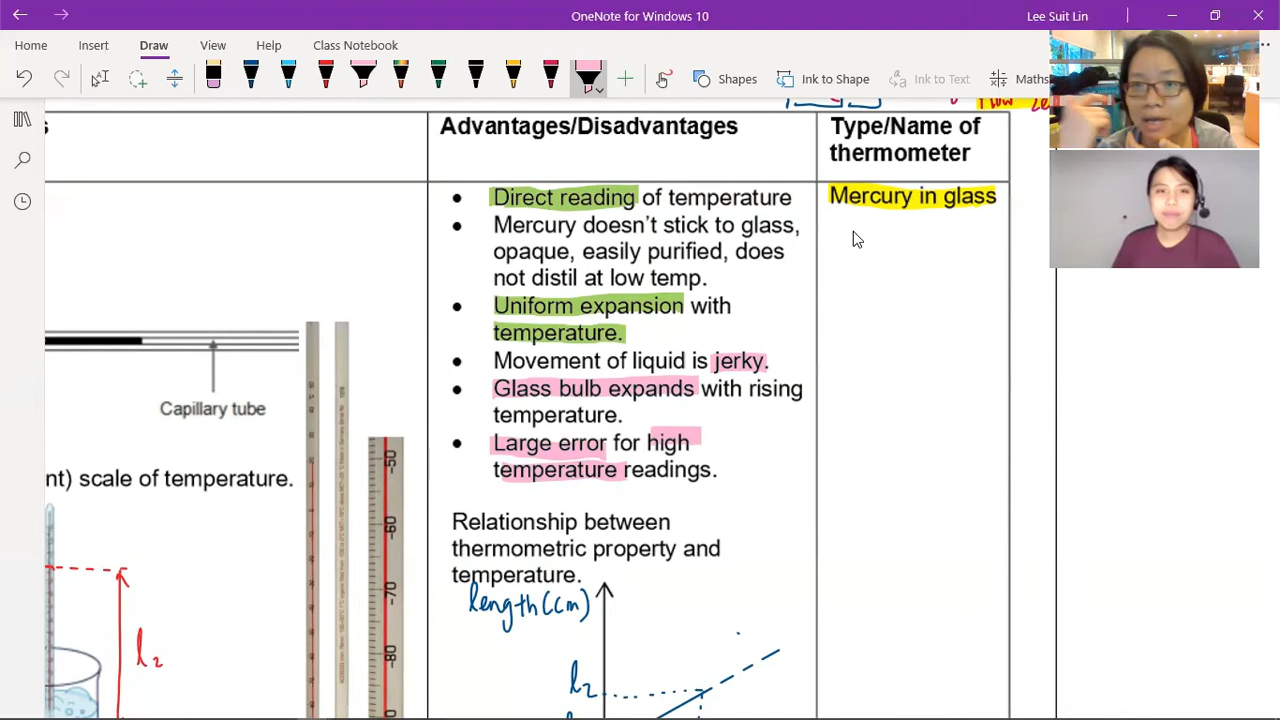 OneNote for Windows 10
Lee Suit Lin
Home Insert Draw View Help Class Notebook
Shapes Ink to Shape Ink to Text Maths
s
Advantages/Disadvantages
Type/Name of
thermometer
• Direct reading of temperature
• Mercury doesn't stick to glass,
opaque, easily purified, does
not distil at low temp.
• Uniform expansion with
temperature.
• Movement of liquid is jerky.
• Glass bulb expands with rising
temperature.
• Large error for high
temperature readings.
Mercury in glass
Capillary tube
nt) scale of temperature.
Relationship between
thermometric property and
temperature.
length (cm)
l₂
l₂
-50
-60
-70
-80